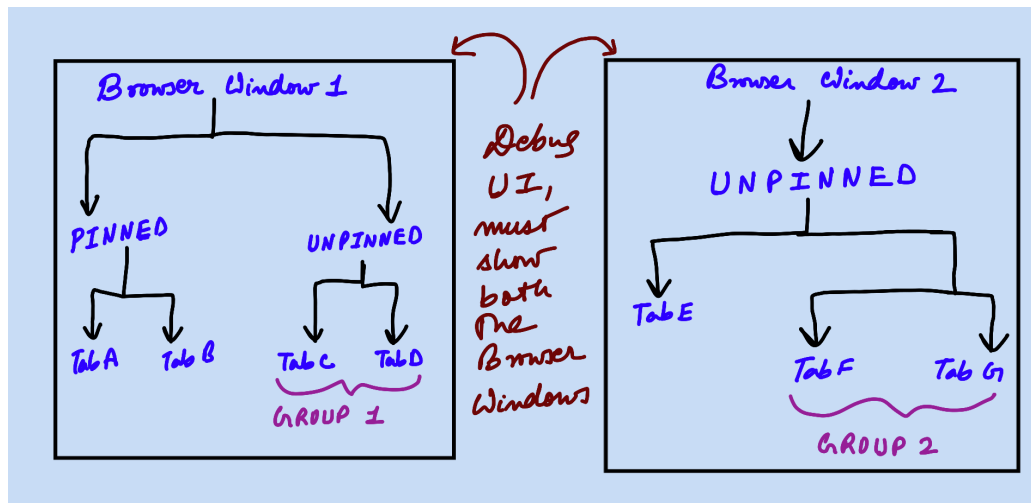 Browser Window 1
PINNED
UNPINNED
Tab A
Tab B
Tab C
Tab D
GROUP 1
Debug
UI,
must
show
both
the
Browser
Windows
Browser Window 2
UNPINNED
Tab E
Tab F
Tab G
GROUP 2